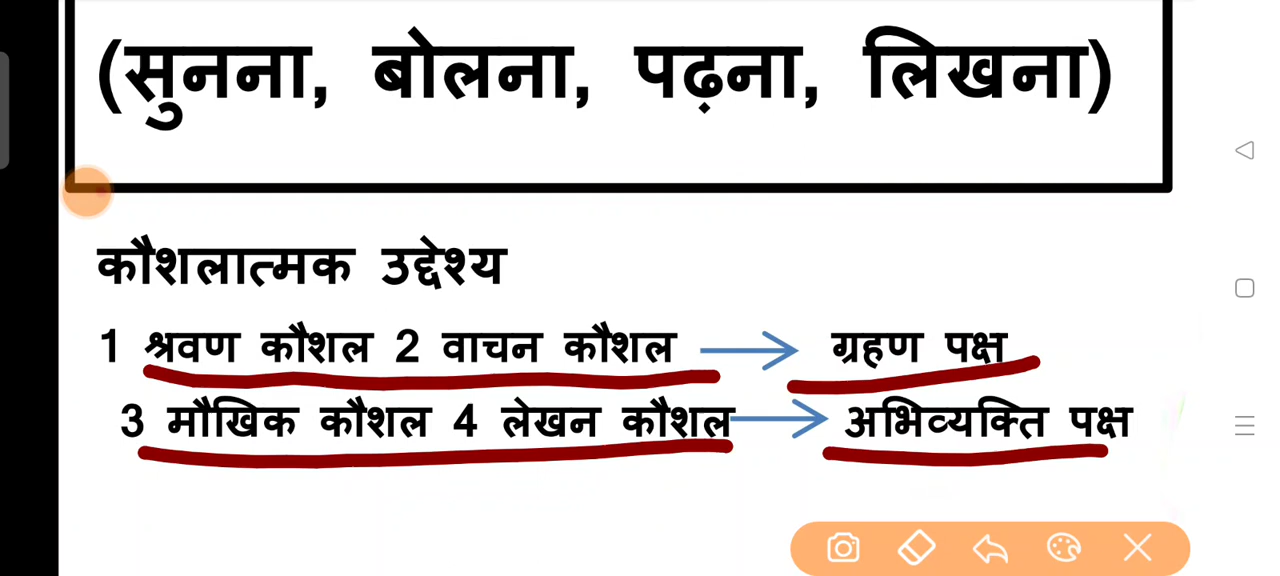 (सुनना, बोलना, पढ़ना, लिखना)
कौशलात्मक उद्देश्य
1 श्रवण कौशल 2 वाचन कौशल → ग्रहण पक्ष
3 मौखिक कौशल 4 लेखन कौशल → अभिव्यक्ति पक्ष